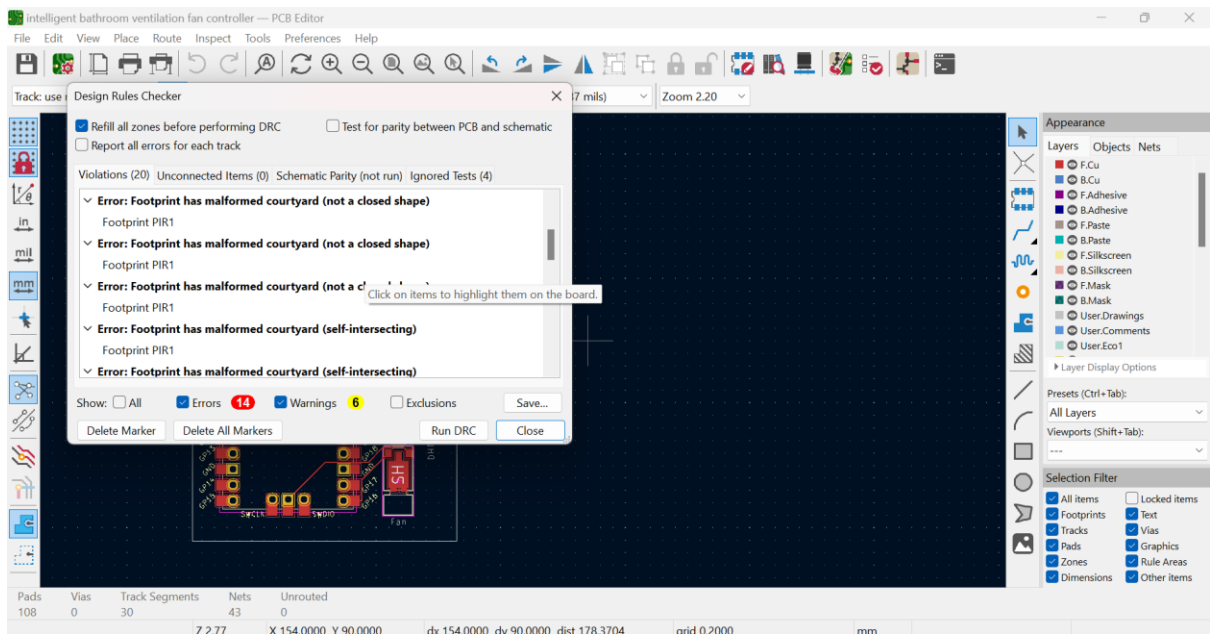 intelligent bathroom ventilation fan controller — PCB Editor
File Edit View Place Route Inspect Tools Preferences Help
Track: use
7 mils)
Zoom 2.20
Design Rules Checker
Refill all zones before performing DRC
Test for parity between PCB and schematic
Report all errors for each track
Violations (20) Unconnected Items (0) Schematic Parity (not run) Ignored Tests (4)
Error: Footprint has malformed courtyard (not a closed shape)
Footprint PIR1
Error: Footprint has malformed courtyard (not a closed shape)
Footprint PIR1
Error: Footprint has malformed courtyard (not a
Click on items to highlight them on the board.
Footprint PIR1
Error: Footprint has malformed courtyard (self-intersecting)
Footprint PIR1
Error: Footprint has malformed courtyard (self-intersecting)
Show: All Errors 14 Warnings 6 Exclusions Save...
Delete Marker Delete All Markers Run DRC Close
in
mil
mm
Appearance
Layers Objects Nets
F.Cu
B.Cu
F.Adhesive
B.Adhesive
F.Paste
B.Paste
F.Silkscreen
B.Silkscreen
F.Mask
B.Mask
User.Drawings
User.Comments
User.Eco1
Layer Display Options
Presets (Ctrl+Tab):
All Layers
Viewports (Shift+Tab):
---
Selection Filter
All items Locked items
Footprints Text
Tracks Vias
Pads Graphics
Zones Rule Areas
Dimensions Other items
GND
GP14
GP15
GP17
GP16
SWCLK
SWDIO
HS
Fan
Pads Vias Track Segments Nets Unrouted
108 0 30 43 0
Z 2.77 X 154.0000 Y 90.0000 dx 154.0000 dy 90.0000 dist 178.3704 grid 0.2000 mm